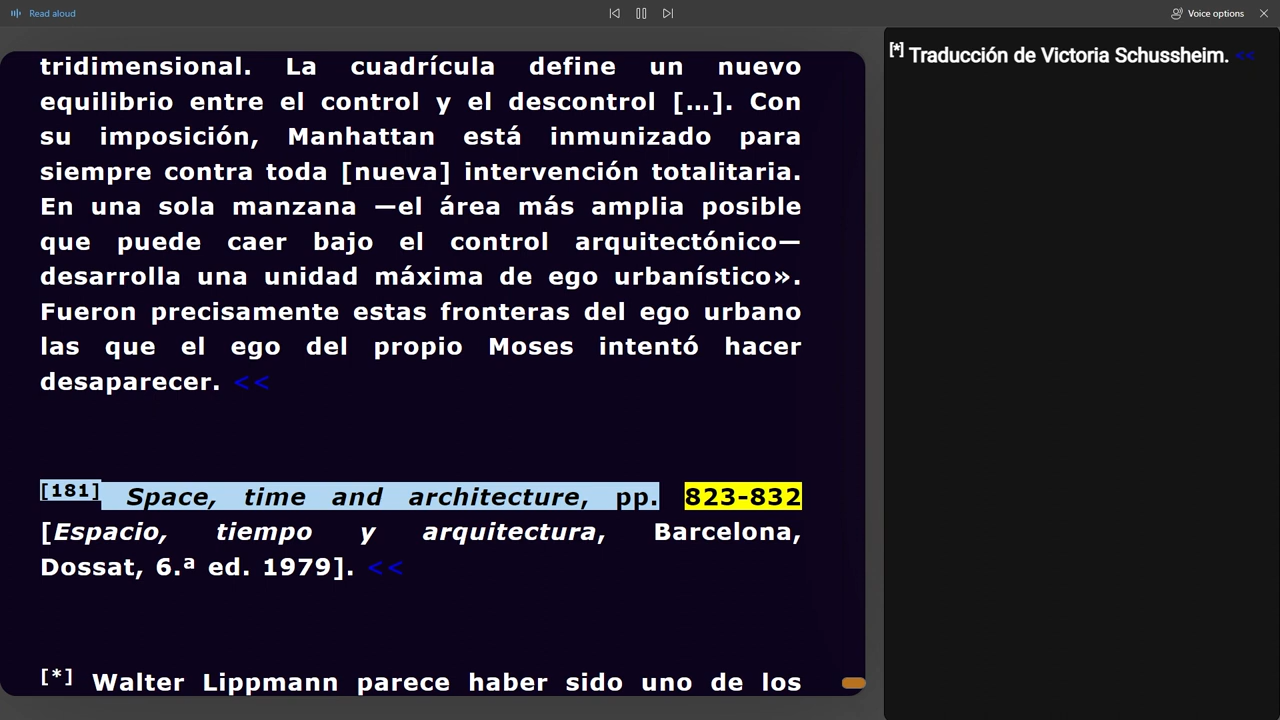 Read aloud
Voice options
tridimensional. La cuadrícula define un nuevo
equilibrio entre el control y el descontrol [...]. Con
su imposición, Manhattan está inmunizado para
siempre contra toda [nueva] intervención totalitaria.
En una sola manzana —el área más amplia posible
que puede caer bajo el control arquitectónico—
desarrolla una unidad máxima de ego urbanístico».
Fueron precisamente estas fronteras del ego urbano
las que el ego del propio Moses intentó hacer
desaparecer. <<
[181] Space, time and architecture, pp. 823-832
[Espacio, tiempo y arquitectura, Barcelona,
Dossat, 6.ª ed. 1979]. <<
[*] Walter Lippmann parece haber sido uno de los
[*] Traducción de Victoria Schussheim. <<